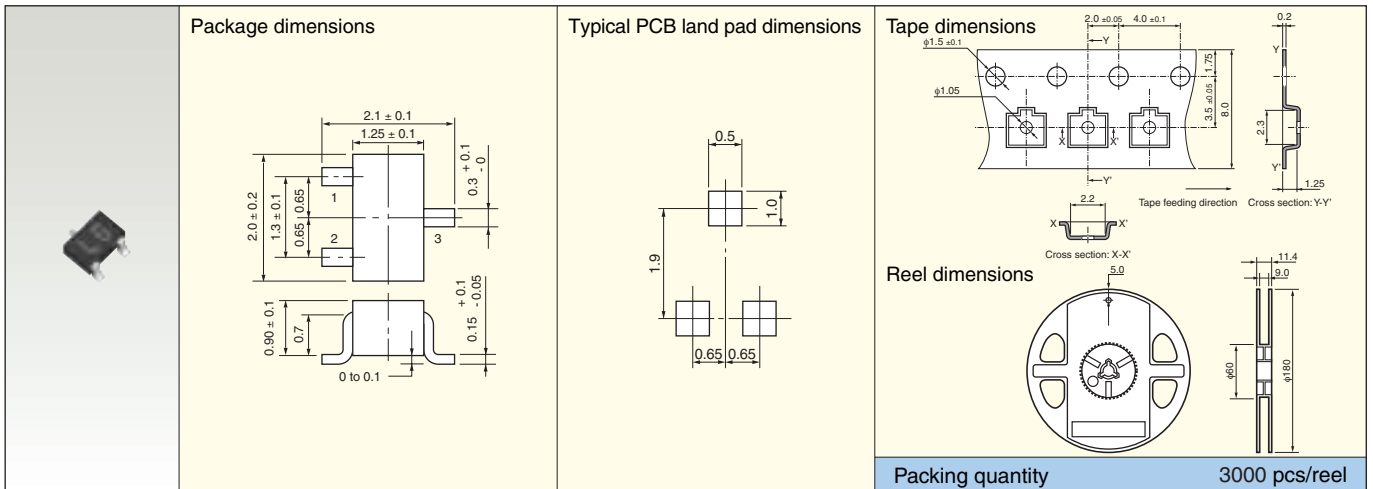 Package dimensions
2.1 ± 0.1
1.25 ± 0.1
2.0 ± 0.2
1.3 ± 0.1
0.65
0.65
1
2
3
0.3 + 0.1 - 0
0.90 ± 0.1
0.7
0 to 0.1
0.15 + 0.1 - 0.05
Typical PCB land pad dimensions
0.5
1.0
1.9
0.65 0.65
Tape dimensions
2.0 ±0.05
4.0 ±0.1
0.2
φ1.5 ±0.1
Y
Y
1.75
φ1.05
3.5 ±0.05
8.0
2.3
X X'
Y'
Y'
1.25
Tape feeding direction
Cross section: Y-Y'
2.2
X X'
Cross section: X-X'
Reel dimensions
5.0
11.4
9.0
φ60
φ180
Packing quantity 3000 pcs/reel